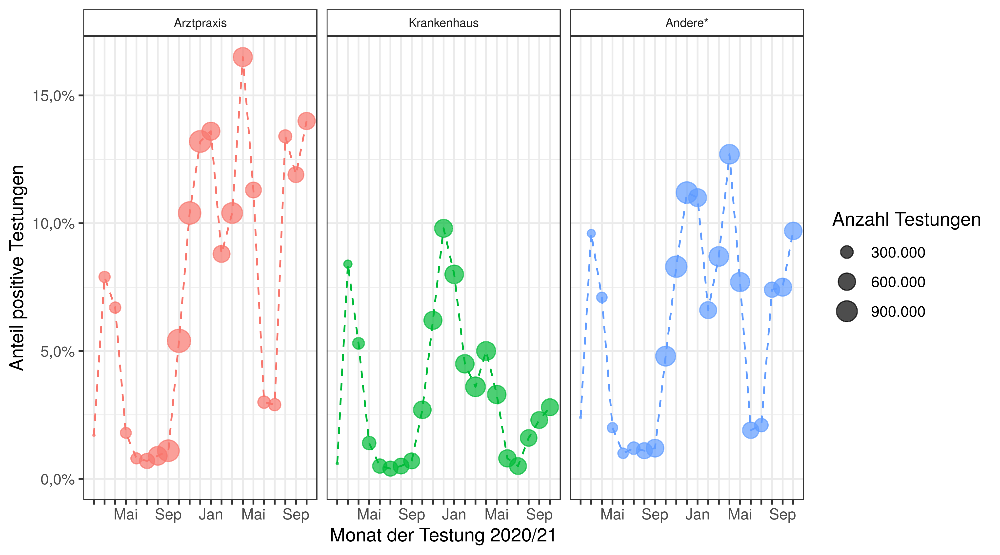 Arztpraxis
Krankenhaus
Andere*
Anteil positive Testungen
15,0%
10,0%
5,0%
0,0%
Mai Sep Jan Mai Sep
Mai Sep Jan Mai Sep
Mai Sep Jan Mai Sep
Monat der Testung 2020/21
Anzahl Testungen
300.000
600.000
900.000